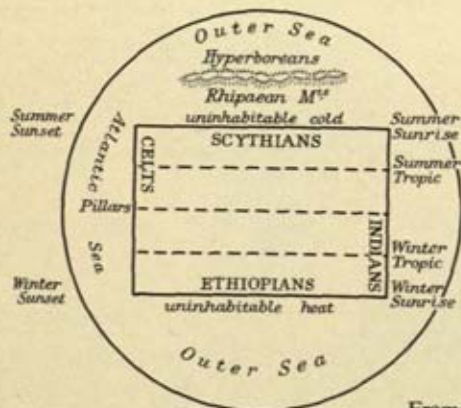 Outer Sea
Hyperboreans
Rhipaean Mts
uninhabitable cold
Summer
Sunset
Summer
Sunrise
Atlantic
Sea
SCYTHIANS
CELTS
Summer
Tropic
Pillars
INDIANS
Winter
Tropic
Winter
Sunset
ETHIOPIANS
Winter
Sunrise
uninhabitable heat
Outer Sea
From